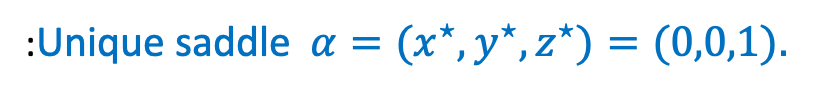 :Unique saddle α = (x*, y*, z*) = (0,0,1).